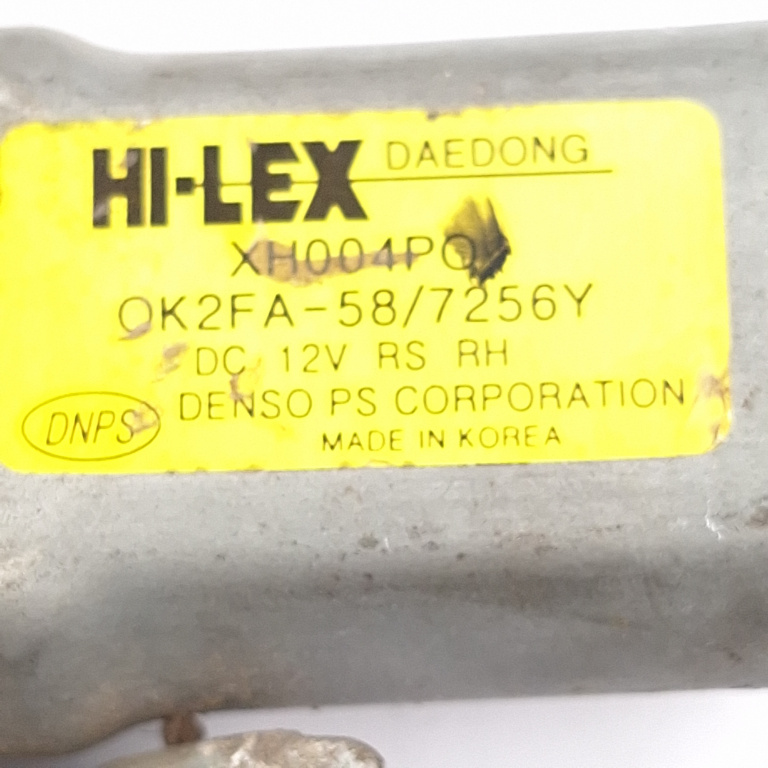 HI-LEX DAEDONG
XH004PO
OK2FA-58/7256Y
DC 12V RS RH
DENSO PS CORPORATION
DNPS
MADE IN KOREA